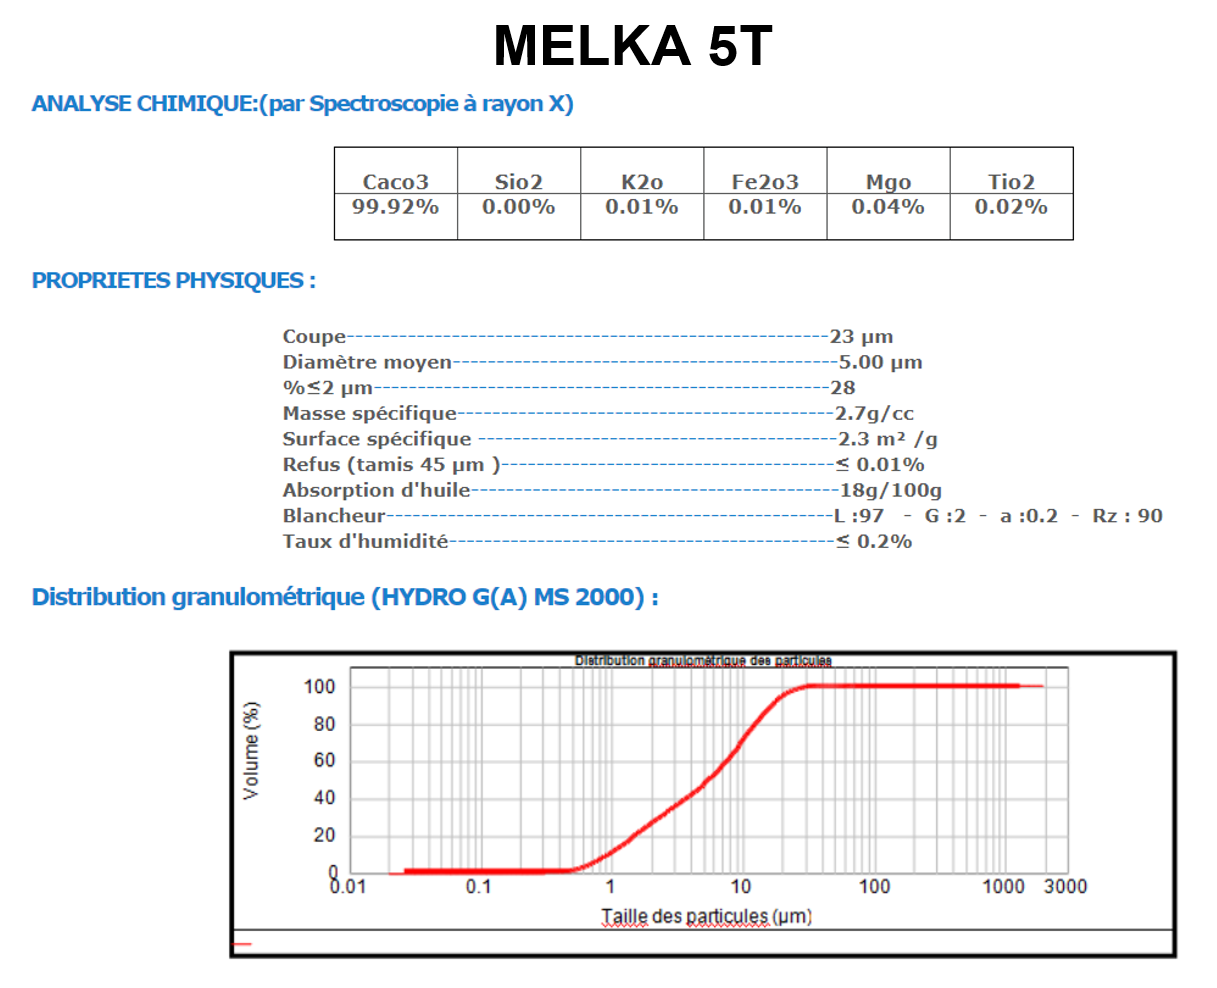 MELKA 5T
ANALYSE CHIMIQUE:(par Spectroscopie à rayon X)
Caco3 Sio2 K2o Fe2o3 Mgo Tio2
99.92% 0.00% 0.01% 0.01% 0.04% 0.02%
PROPRIETES PHYSIQUES :
Coupe-------------------------------------------------------23 µm
Diamètre moyen--------------------------------------------5.00 µm
%≤2 µm----------------------------------------------------28
Masse spécifique-------------------------------------------2.7g/cc
Surface spécifique -----------------------------------------2.3 m² /g
Refus (tamis 45 µm )--------------------------------------≤ 0.01%
Absorption d'huile------------------------------------------18g/100g
Blancheur---------------------------------------------------L :97 - G :2 - a :0.2 - Rz : 90
Taux d'humidité--------------------------------------------≤ 0.2%
Distribution granulométrique (HYDRO G(A) MS 2000) :
Distribution granulométrique des particules
Volume (%)
100
80
60
40
20
0
0.01 0.1 1 10 100 1000 3000
Taille des particules (µm)